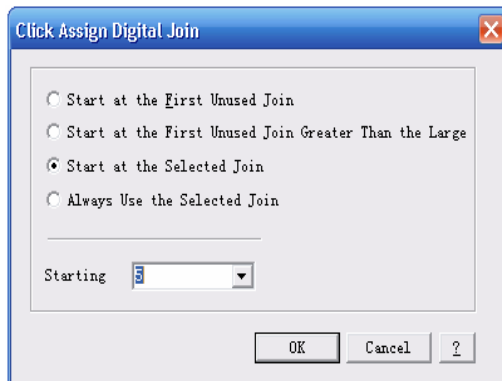 Click Assign Digital Join
Start at the First Unused Join
Start at the First Unused Join Greater Than the Large
Start at the Selected Join
Always Use the Selected Join
Starting 5
OK Cancel ?